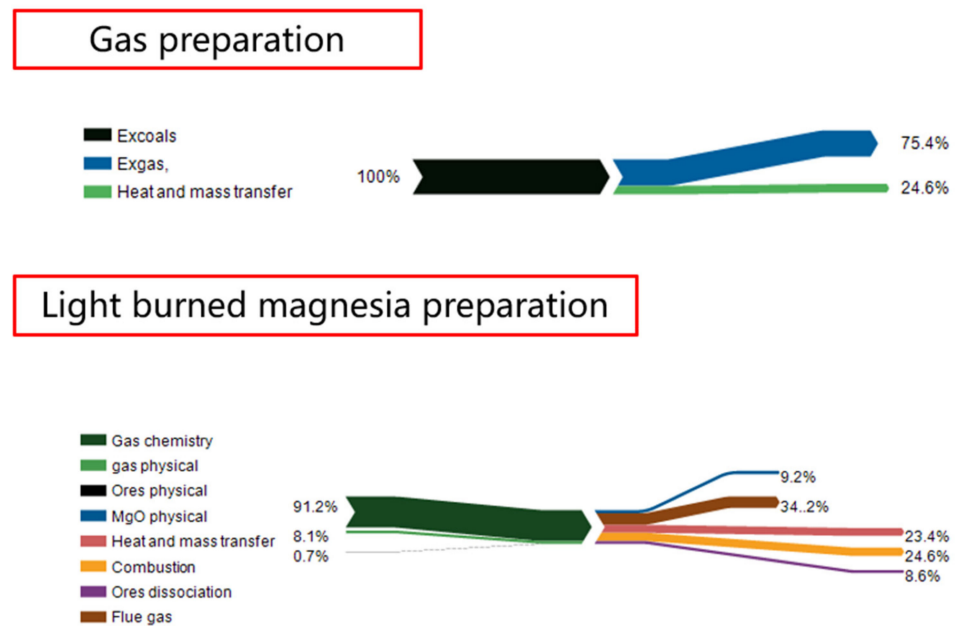 Gas preparation
Excoals
Exgas,
Heat and mass transfer
100%
75.4%
24.6%
Light burned magnesia preparation
Gas chemistry
gas physical
Ores physical
MgO physical
Heat and mass transfer
Combustion
Ores dissociation
Flue gas
91.2%
8.1%
0.7%
9.2%
34..2%
23.4%
24.6%
8.6%